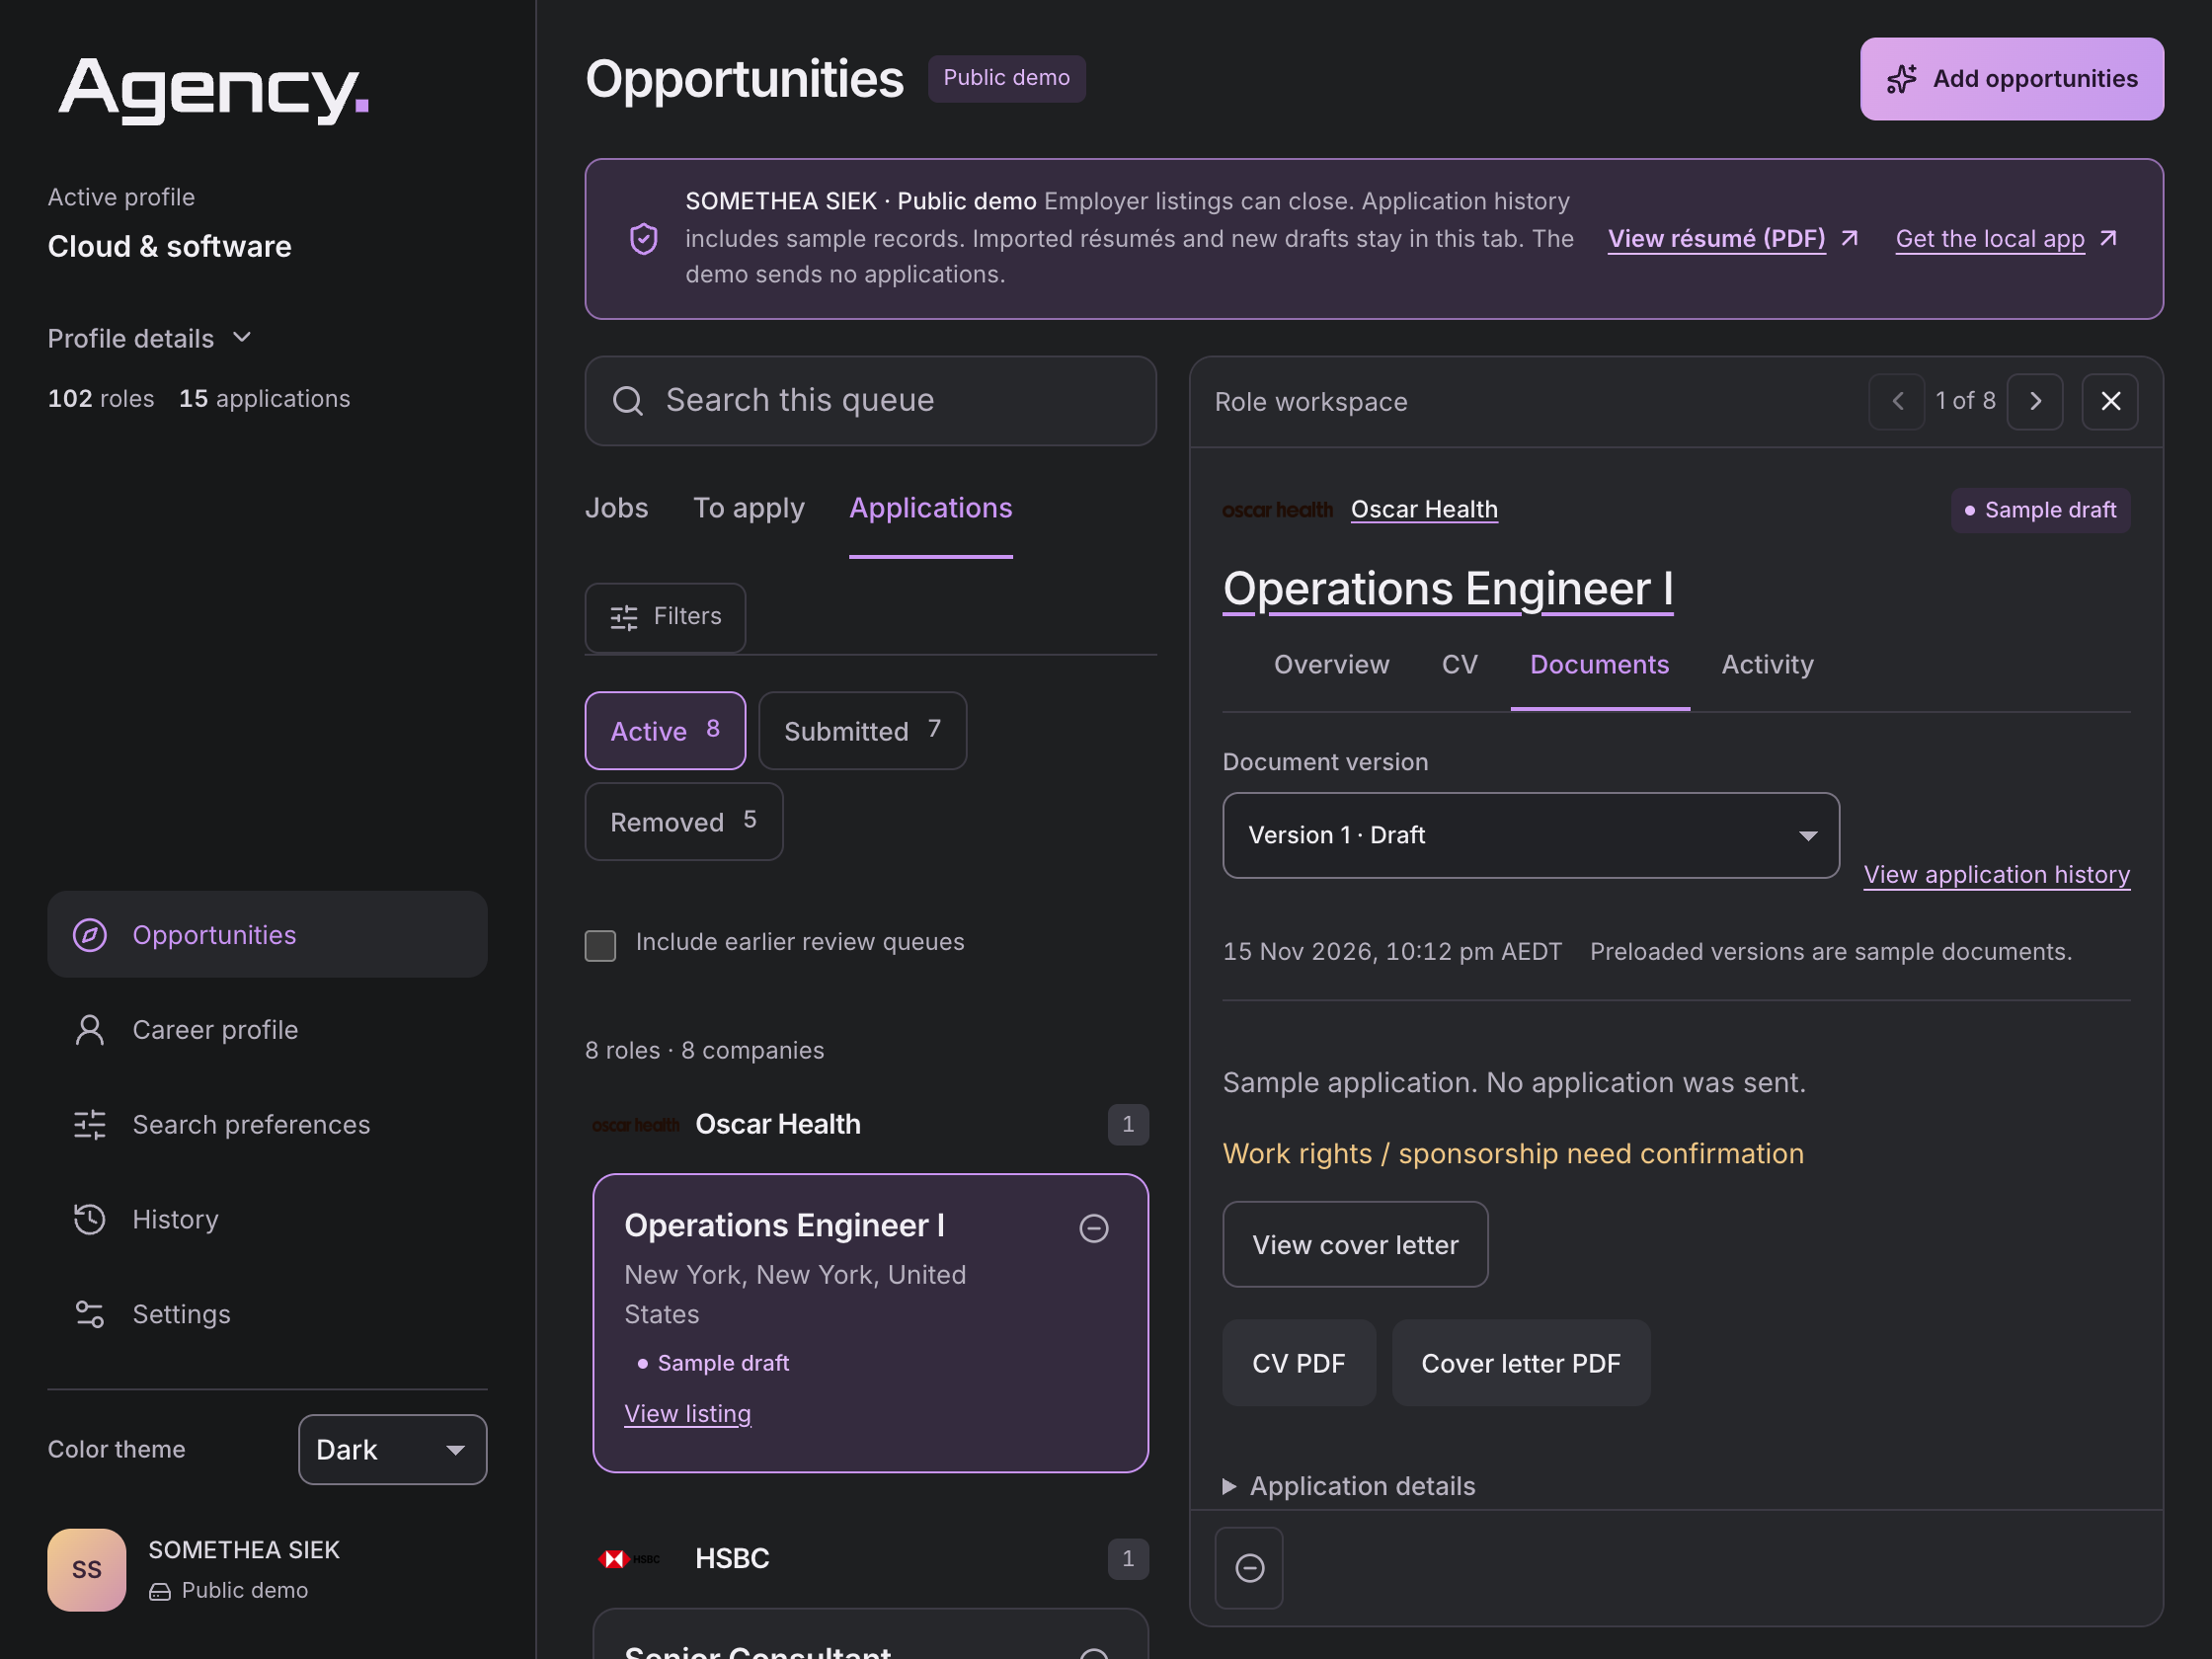 Agency.
Active profile
Cloud & software
Profile details
102 roles 15 applications
Opportunities
Career profile
Search preferences
History
Settings
Color theme
Dark
SS
SOMETHEA SIEK
Public demo
Opportunities
Public demo
Add opportunities
SOMETHEA SIEK · Public demo Employer listings can close. Application history
includes sample records. Imported résumés and new drafts stay in this tab. The
demo sends no applications.
View résumé (PDF)
Get the local app
Search this queue
Jobs
To apply
Applications
Filters
Active 8
Submitted 7
Removed 5
Include earlier review queues
8 roles · 8 companies
oscar health
Oscar Health
1
Operations Engineer I
New York, New York, United
States
Sample draft
View listing
HSBC
HSBC
1
Senior Consultant
Role workspace
1 of 8
oscar health
Oscar Health
Sample draft
Operations Engineer I
Overview
CV
Documents
Activity
Document version
Version 1 · Draft
View application history
15 Nov 2026, 10:12 pm AEDT
Preloaded versions are sample documents.
Sample application. No application was sent.
Work rights / sponsorship need confirmation
View cover letter
CV PDF
Cover letter PDF
Application details